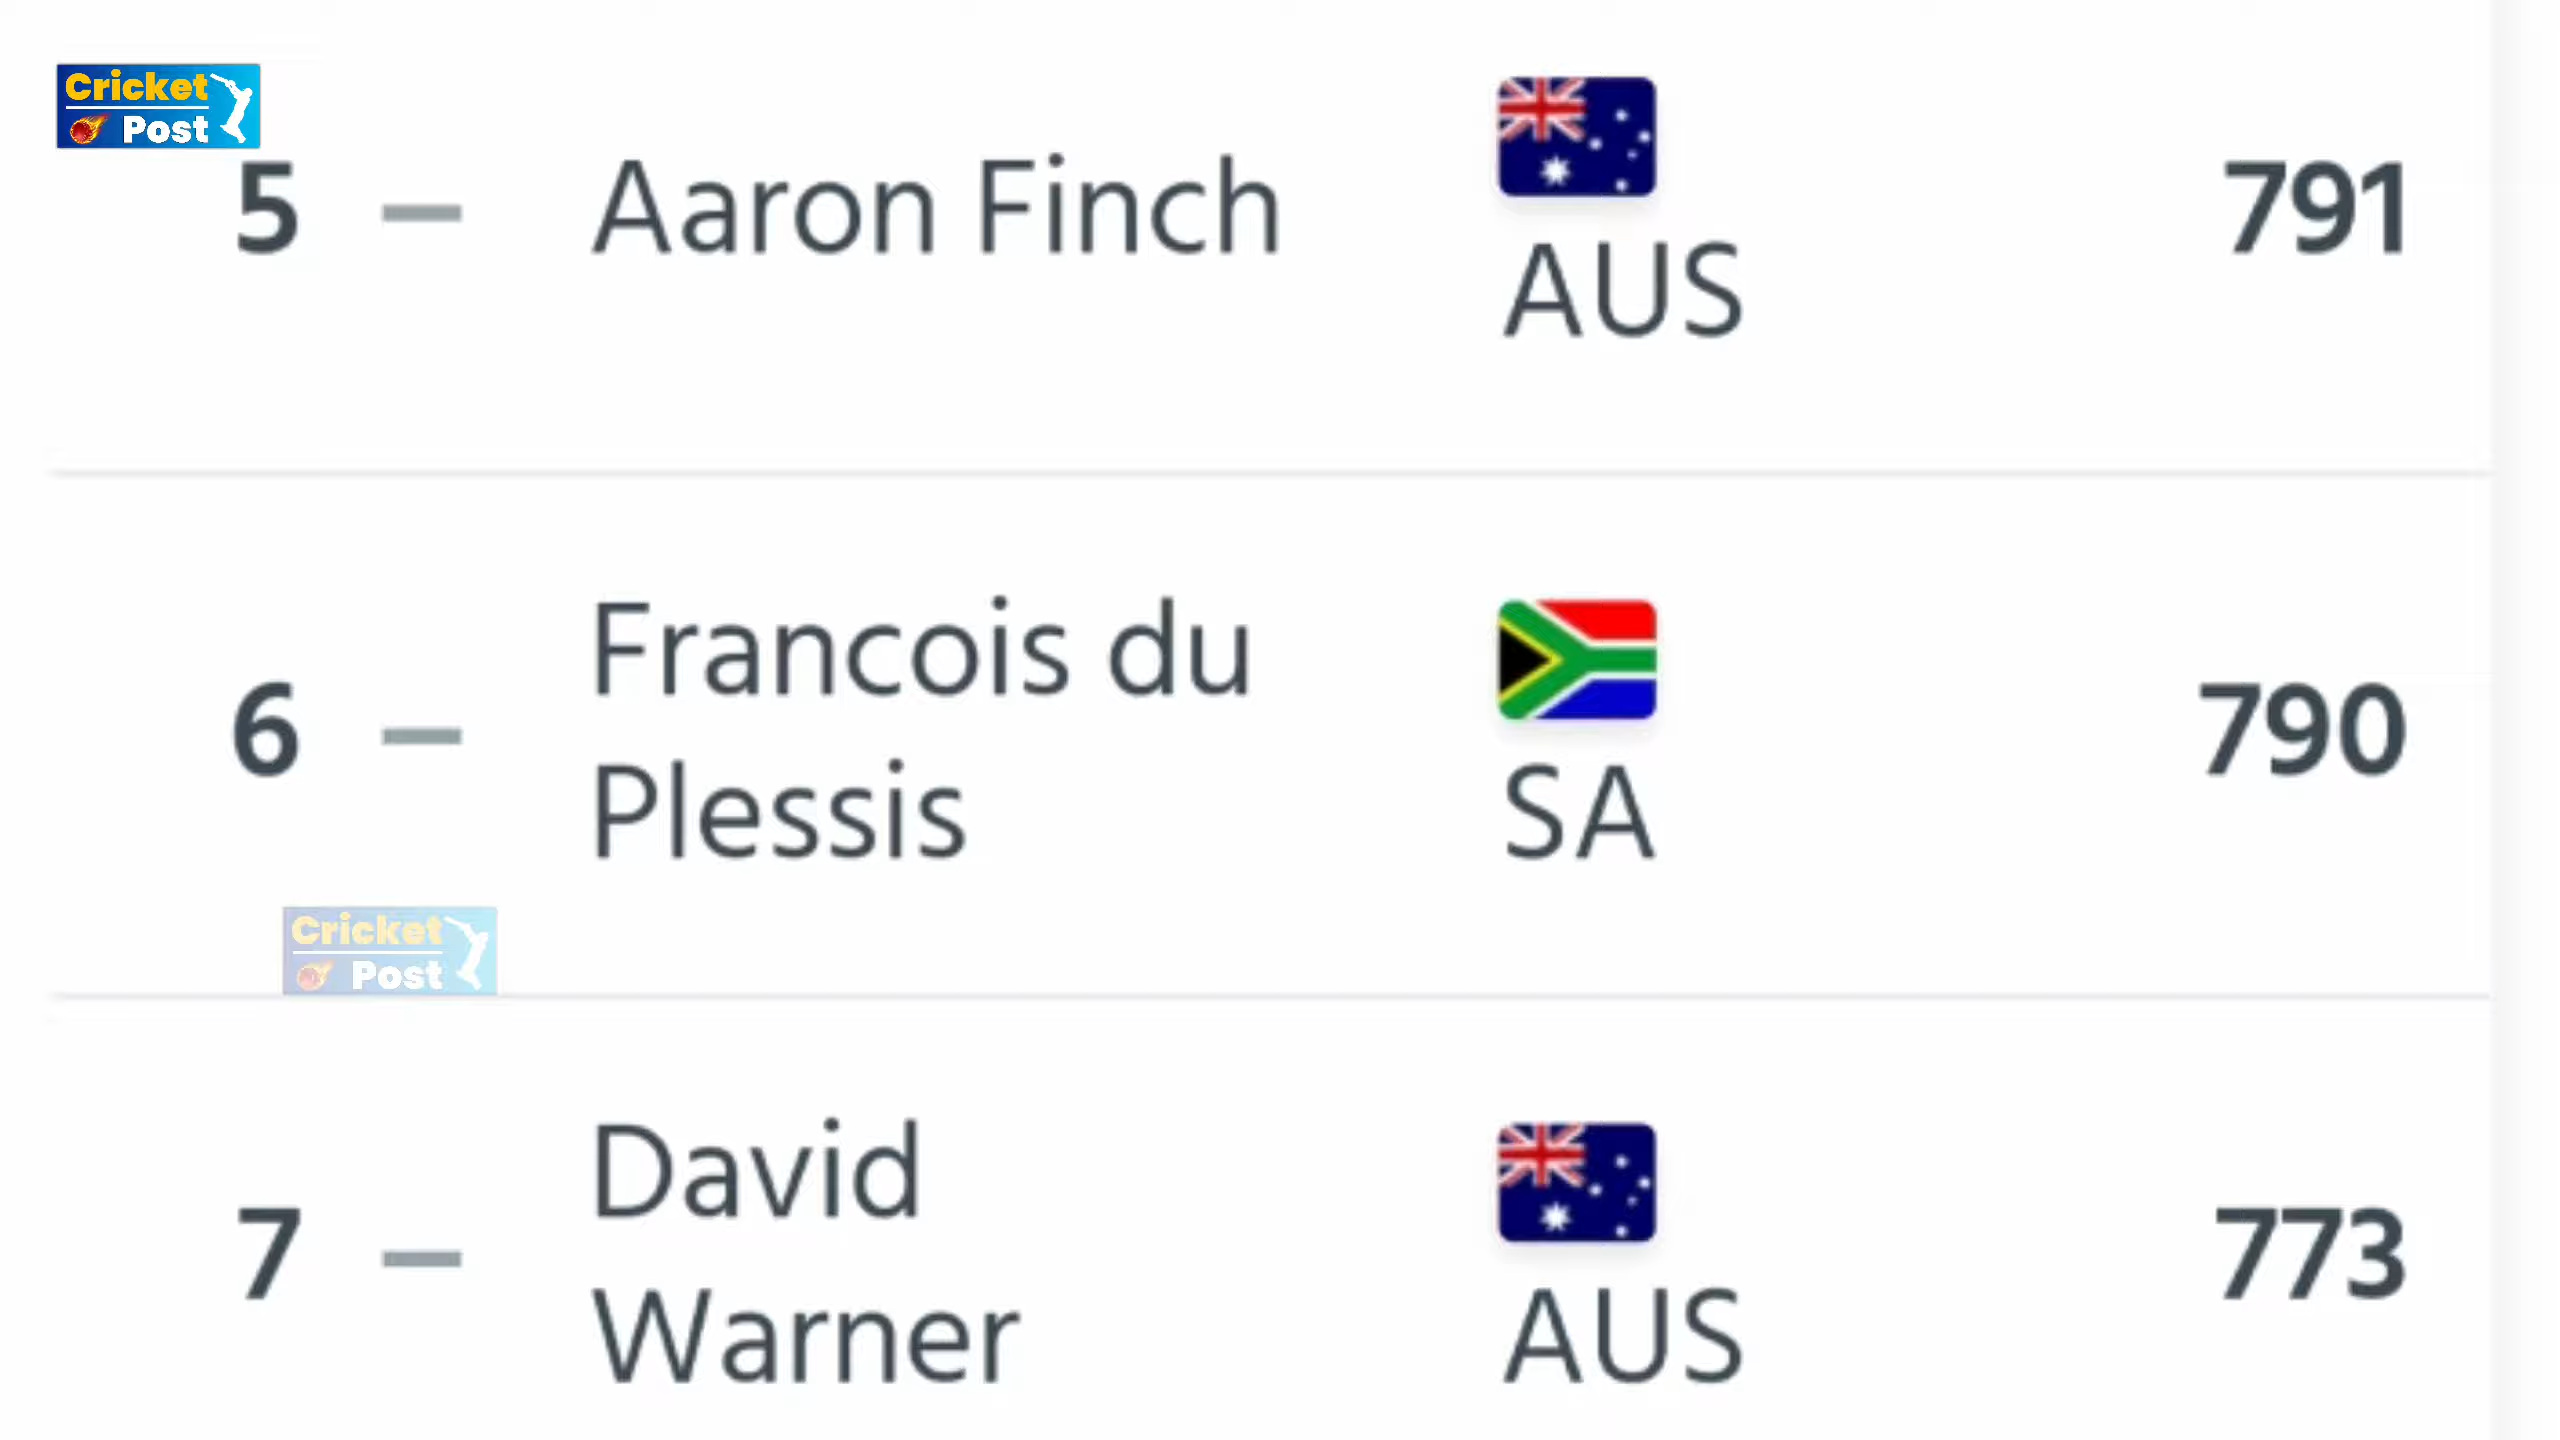 Cricket
Post
5 – Aaron Finch AUS 791
6 – Francois du
Plessis SA 790
Cricket
Post
7 – David
Warner AUS 773